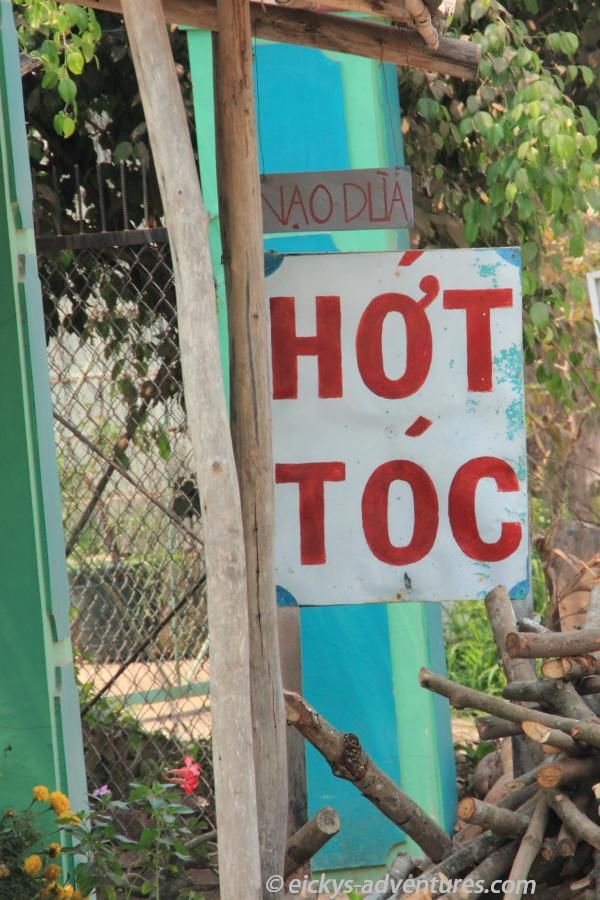 NẠO DỪA
HỚT
TÓC
© eickys-adventures.com